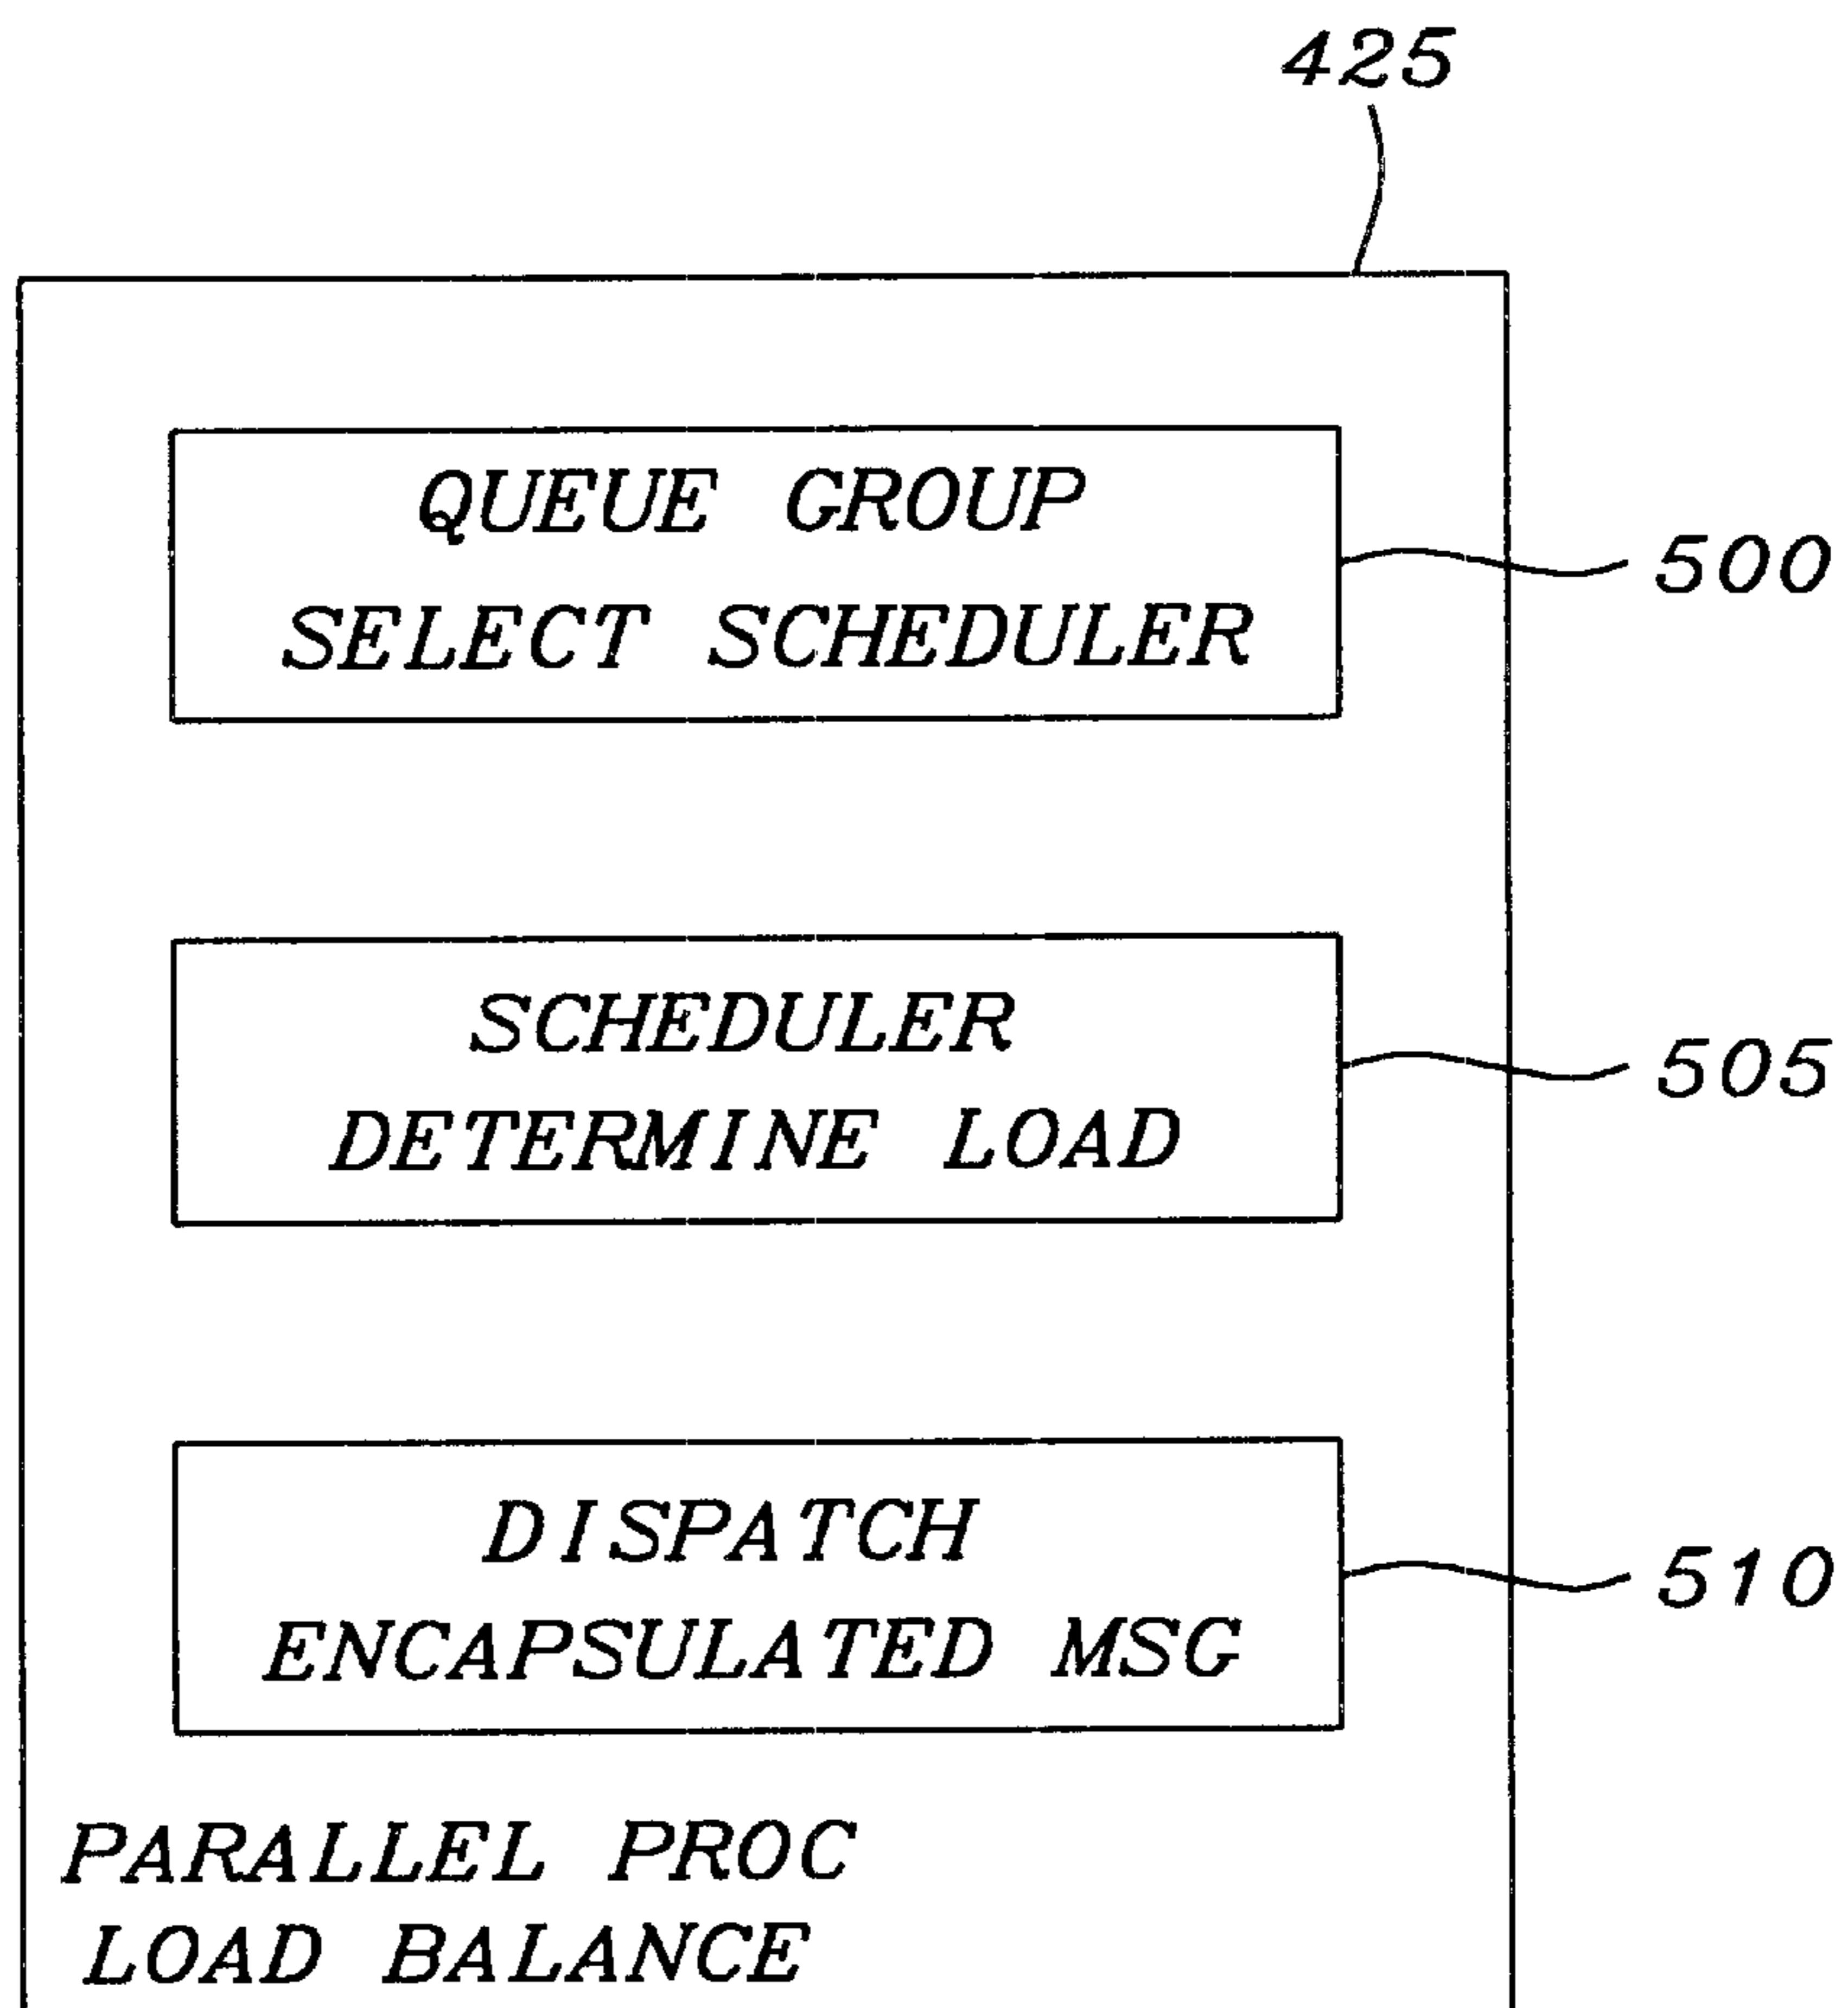 425
QUEUE GROUP
SELECT SCHEDULER
500
SCHEDULER
DETERMINE LOAD
505
DISPATCH
ENCAPSULATED MSG
510
PARALLEL PROC
LOAD BALANCE